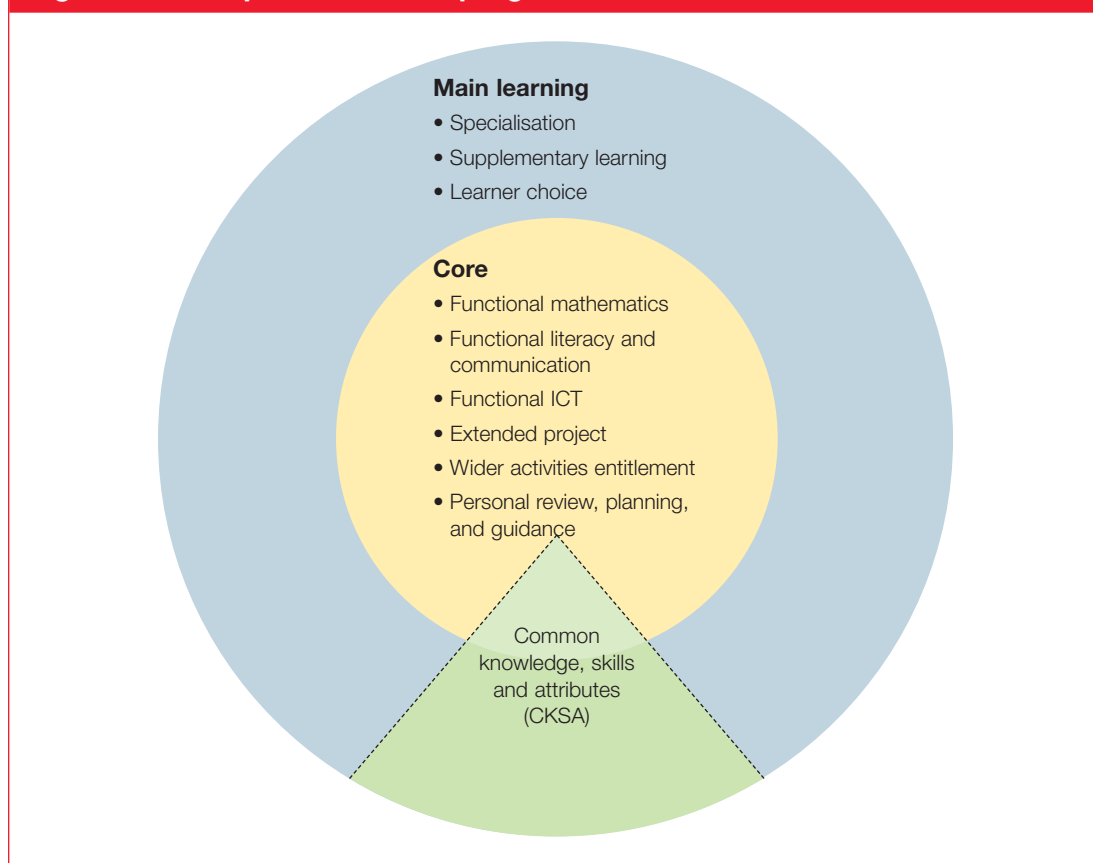 Main learning
• Specialisation
• Supplementary learning
• Learner choice
Core
• Functional mathematics
• Functional literacy and
communication
• Functional ICT
• Extended project
• Wider activities entitlement
• Personal review, planning,
and guidance
Common
knowledge, skills
and attributes
(CKSA)